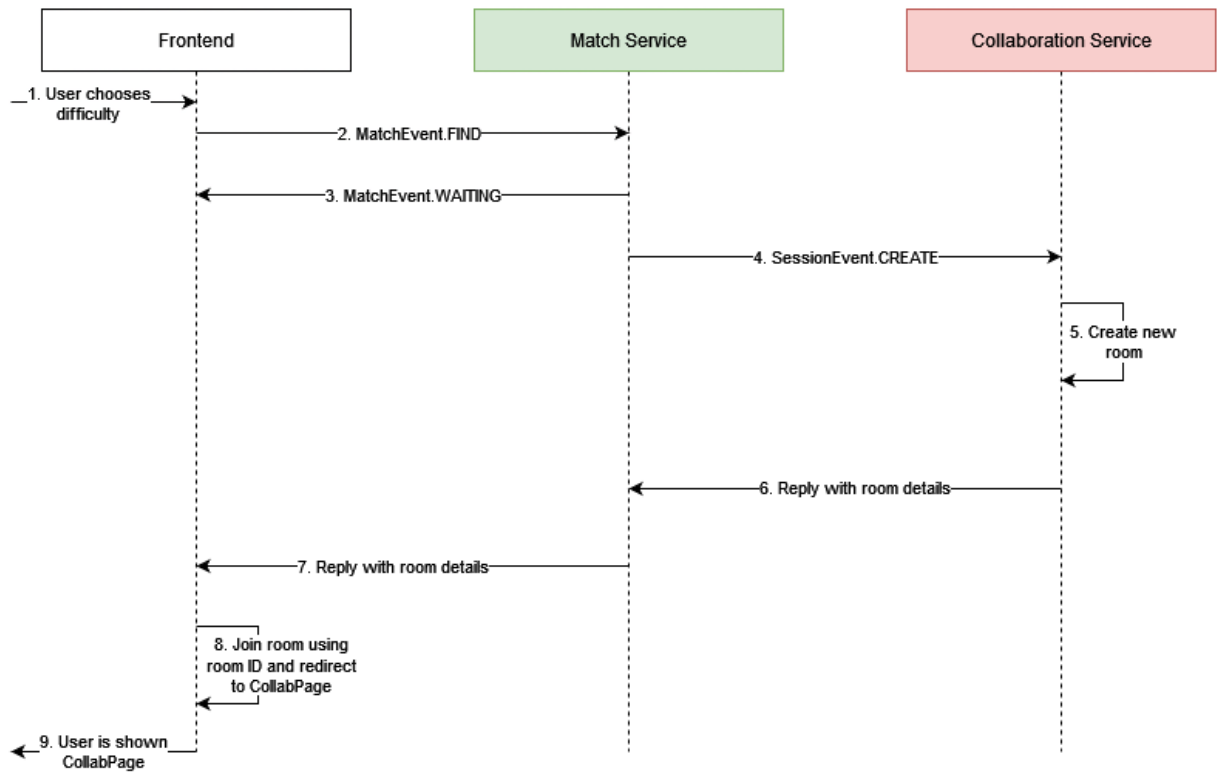 Frontend
Match Service
Collaboration Service
1. User chooses
difficulty
2. MatchEvent.FIND
3. MatchEvent.WAITING
4. SessionEvent.CREATE
5. Create new
room
6. Reply with room details
7. Reply with room details
8. Join room using
room ID and redirect
to CollabPage
9. User is shown
CollabPage